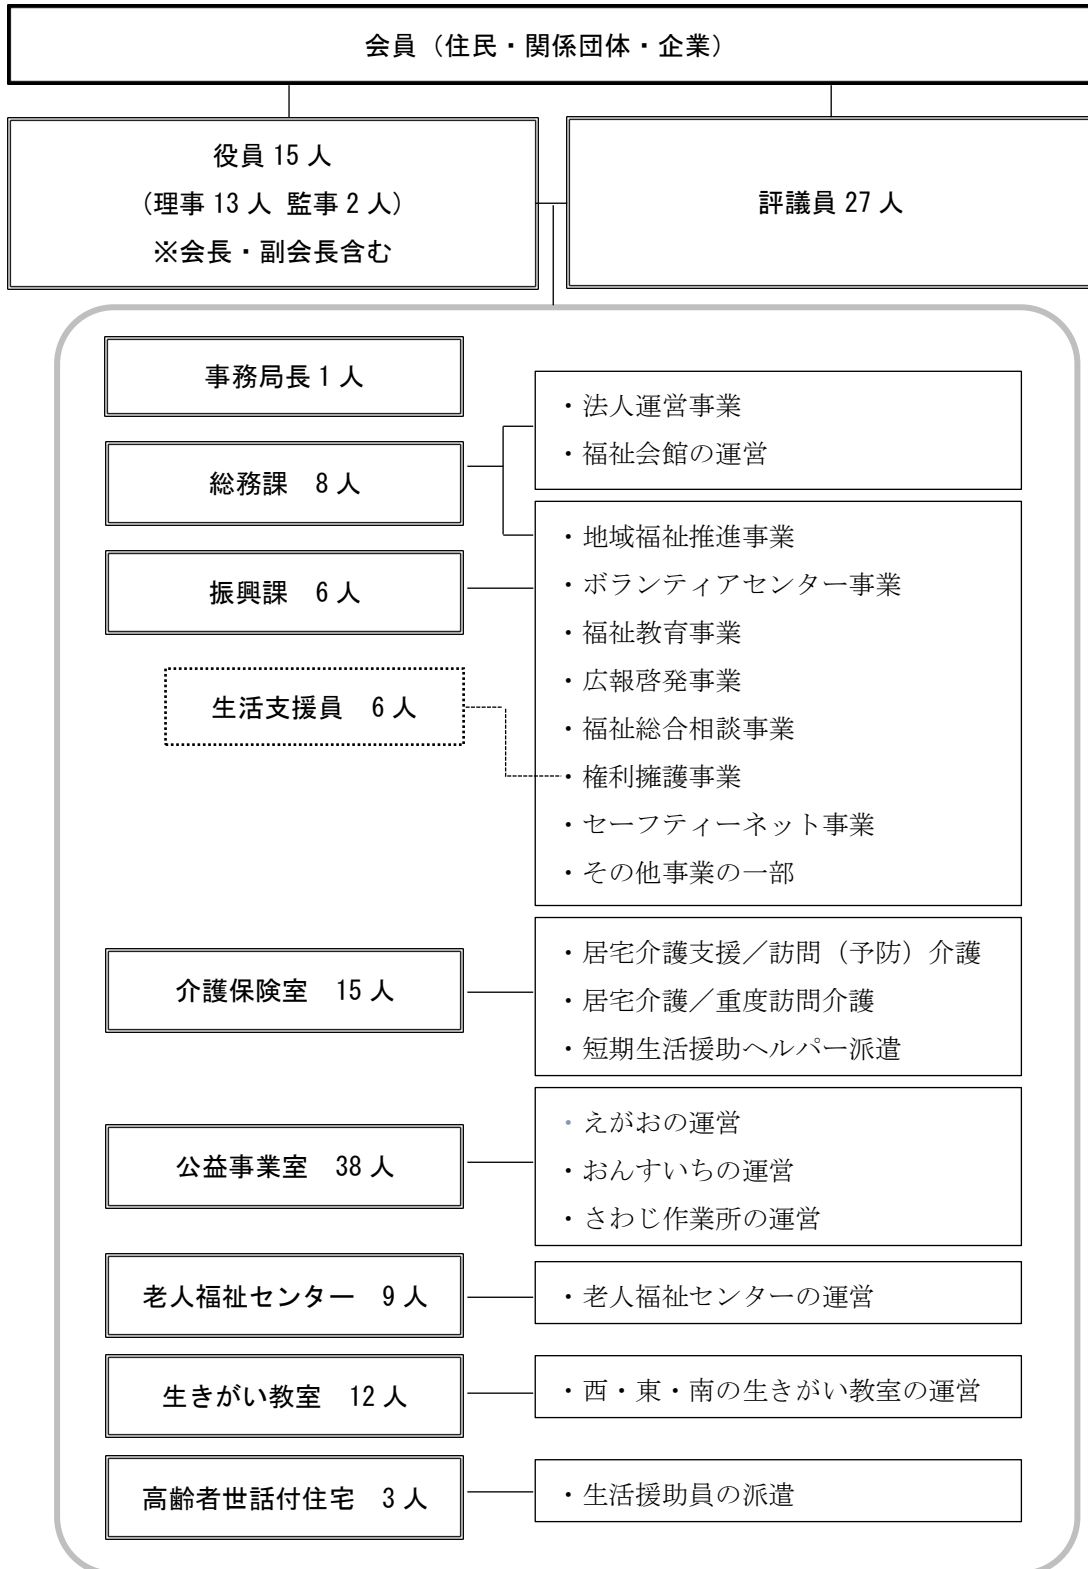 会員（住民・関係団体・企業）
役員 15 人
（理事 13 人 監事 2 人）
※会長・副会長含む
評議員 27 人
事務局長 1 人
総務課　8 人
・法人運営事業
・福祉会館の運営
振興課　6 人
生活支援員　6 人
・地域福祉推進事業
・ボランティアセンター事業
・福祉教育事業
・広報啓発事業
・福祉総合相談事業
・権利擁護事業
・セーフティーネット事業
・その他事業の一部
介護保険室　15 人
・居宅介護支援／訪問（予防）介護
・居宅介護／重度訪問介護
・短期生活援助ヘルパー派遣
公益事業室　38 人
・えがおの運営
・おんすいちの運営
・さわじ作業所の運営
老人福祉センター　9 人
・老人福祉センターの運営
生きがい教室　12 人
・西・東・南の生きがい教室の運営
高齢者世話付住宅　3 人
・生活援助員の派遣